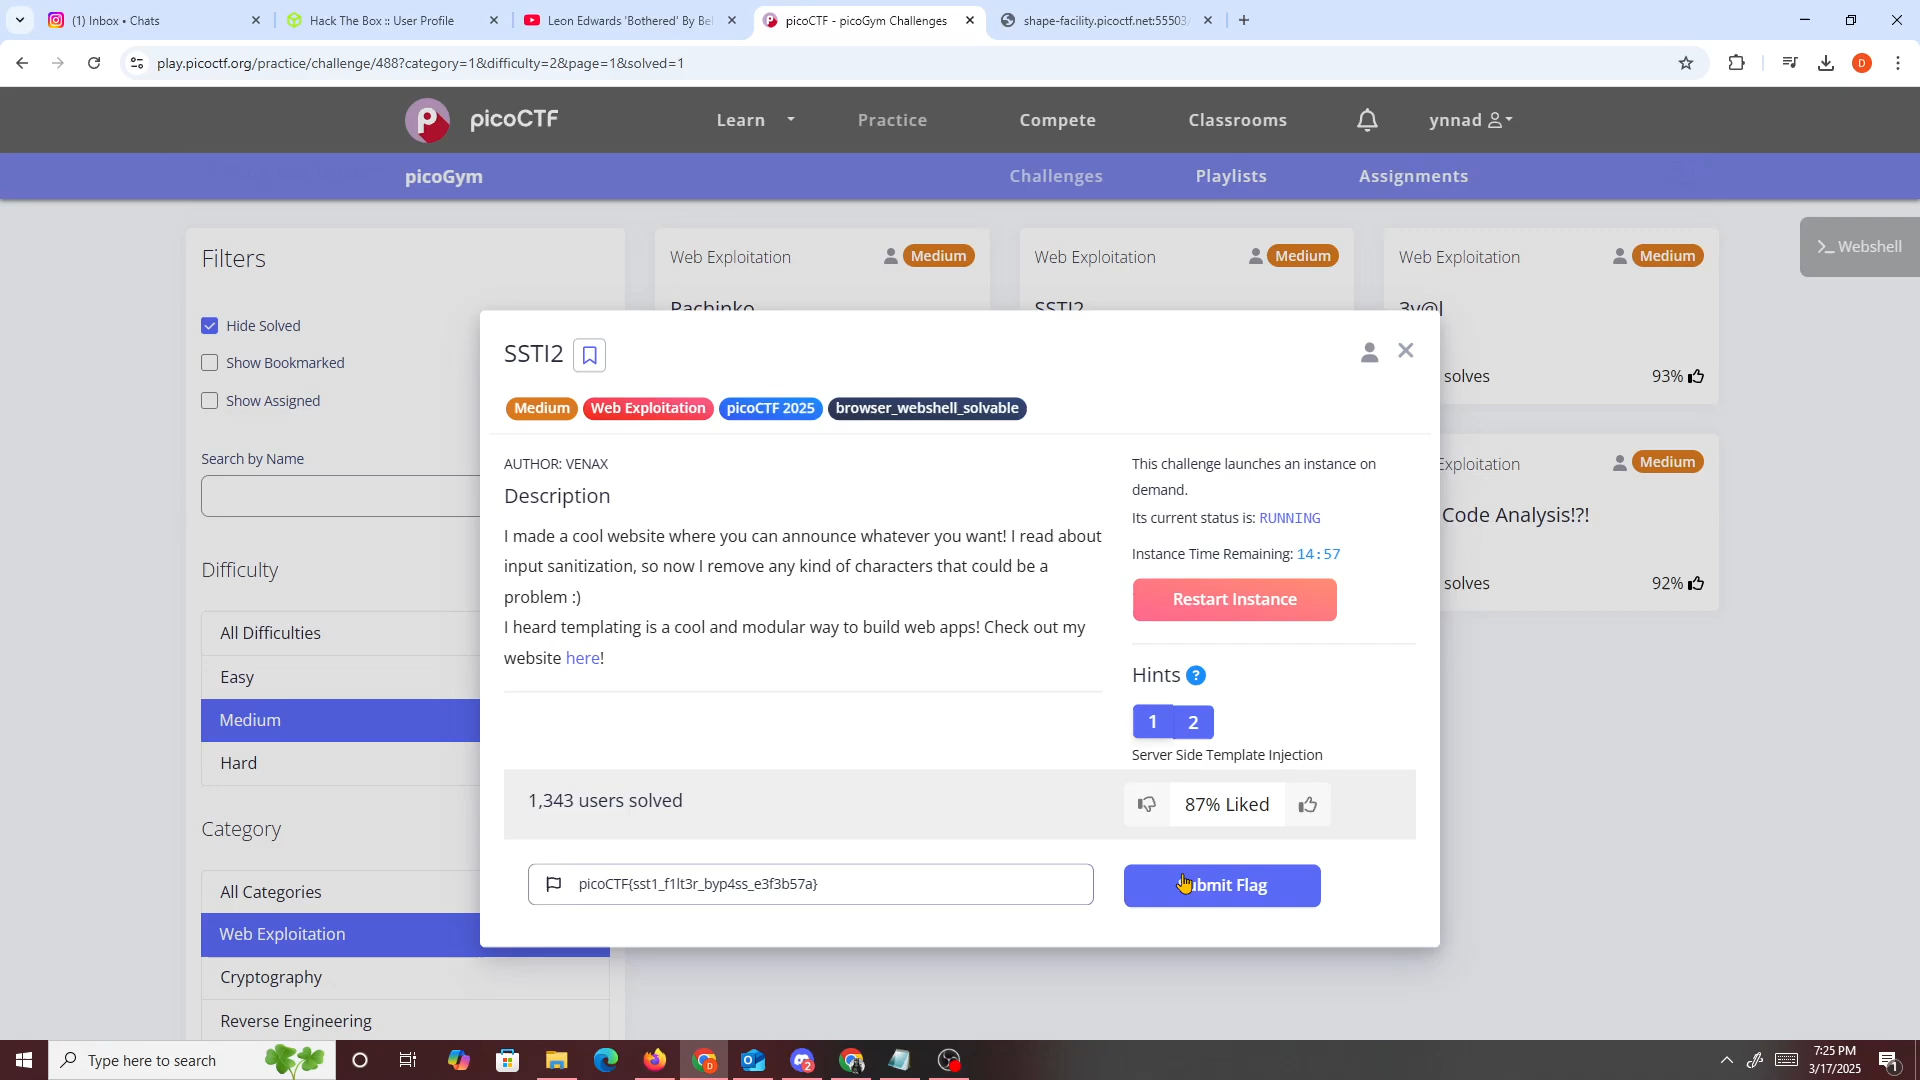 (1) Inbox • Chats
Hack The Box :: User Profile
Leon Edwards 'Bothered' By Bel
picoCTF - picoGym Challenges
shape-facility.picoctf.net:55503
play.picoctf.org/practice/challenge/488?category=1&difficulty=2&page=1&solved=1
D
picoCTF
Learn
Practice
Compete
Classrooms
ynnad
picoGym
Challenges
Playlists
Assignments
>_ Webshell
Filters
Hide Solved
Show Bookmarked
Show Assigned
Search by Name
Difficulty
All Difficulties
Easy
Medium
Hard
Category
All Categories
Web Exploitation
Cryptography
Reverse Engineering
Web Exploitation
Medium
Pachinko
Web Exploitation
Medium
SSTI2
Web Exploitation
Medium
3v@l
solves
93%
Exploitation
Medium
Code Analysis!?!
solves
92%
SSTI2
Medium
Web Exploitation
picoCTF 2025
browser_webshell_solvable
AUTHOR: VENAX
Description
I made a cool website where you can announce whatever you want! I read about
input sanitization, so now I remove any kind of characters that could be a
problem :)
I heard templating is a cool and modular way to build web apps! Check out my
website here!
This challenge launches an instance on
demand.
Its current status is: RUNNING
Instance Time Remaining: 14:57
Restart Instance
Hints ?
1
2
Server Side Template Injection
1,343 users solved
87% Liked
picoCTF{sst1_f1lt3r_byp4ss_e3f3b57a}
Flag
Type here to search
D
2
7:25 PM
3/17/2025
1